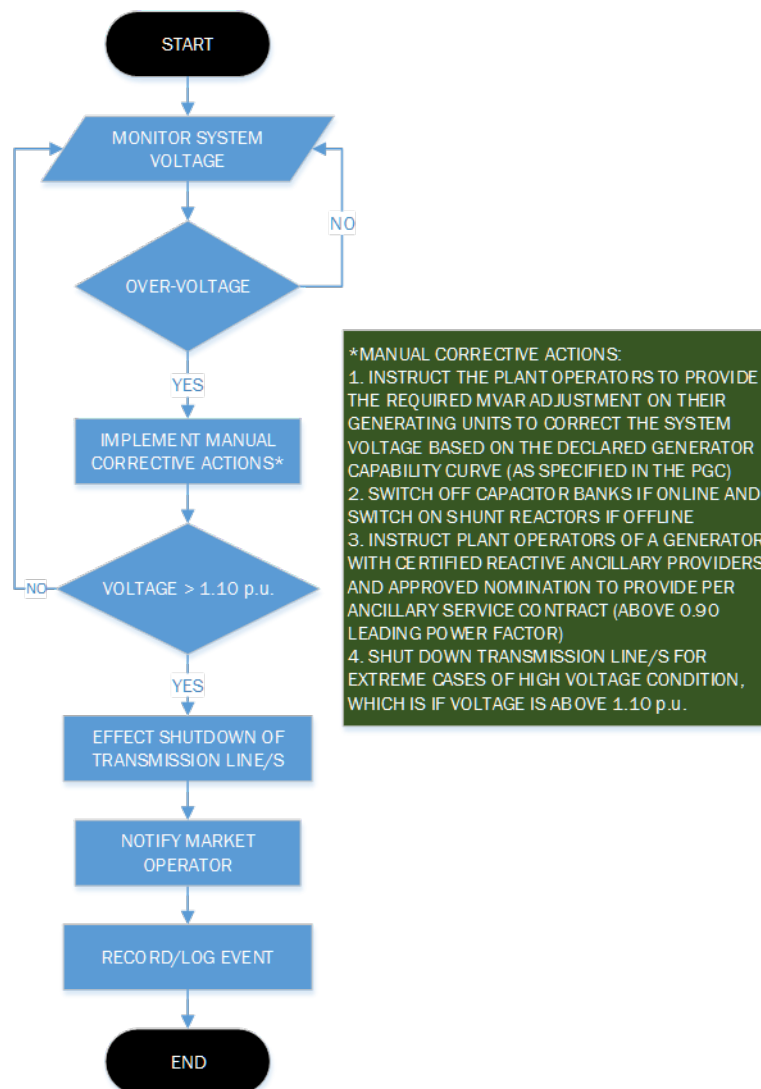 START
MONITOR SYSTEM
VOLTAGE
NO
OVER-VOLTAGE
YES
IMPLEMENT MANUAL
CORRECTIVE ACTIONS*
NO
VOLTAGE > 1.10 p.u.
YES
EFFECT SHUTDOWN OF
TRANSMISSION LINE/S
NOTIFY MARKET
OPERATOR
RECORD/LOG EVENT
END
*MANUAL CORRECTIVE ACTIONS:
1. INSTRUCT THE PLANT OPERATORS TO PROVIDE
THE REQUIRED MVAR ADJUSTMENT ON THEIR
GENERATING UNITS TO CORRECT THE SYSTEM
VOLTAGE BASED ON THE DECLARED GENERATOR
CAPABILITY CURVE (AS SPECIFIED IN THE PGC)
2. SWITCH OFF CAPACITOR BANKS IF ONLINE AND
SWITCH ON SHUNT REACTORS IF OFFLINE
3. INSTRUCT PLANT OPERATORS OF A GENERATOR
WITH CERTIFIED REACTIVE ANCILLARY PROVIDERS
AND APPROVED NOMINATION TO PROVIDE PER
ANCILLARY SERVICE CONTRACT (ABOVE 0.90
LEADING POWER FACTOR)
4. SHUT DOWN TRANSMISSION LINE/S FOR
EXTREME CASES OF HIGH VOLTAGE CONDITION,
WHICH IS IF VOLTAGE IS ABOVE 1.10 p.u.